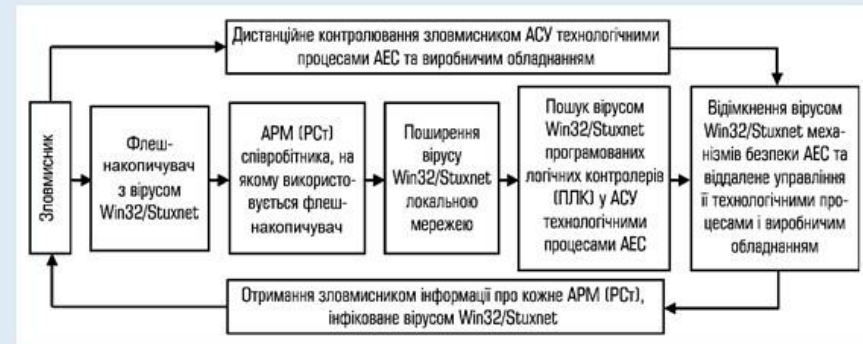 Дистанційне контролювання зловмисником АСУ технологічними
процесами АЕС та виробничим обладнанням
Зловмисник
Флеш-
накопичувач
з вірусом
Win32/Stuxnet
АРМ (РСт)
співробітника, на
якому використо-
вується флеш-
накопичувач
Поширення
вірусу
Win32/Stuxnet
локальною
мережею
Пошук вірусом
Win32/Stuxnet
програмованих
логічних контролерів
(ПЛК) у АСУ
технологічними
процесами АЕС
Відімкнення вірусом
Win32/Stuxnet меха-
нізмів безпеки АЕС та
віддалене управління
її технологічними про-
цесами і виробничим
обладнанням
Отримання зловмисником інформації про кожне АРМ (РСт),
інфіковане вірусом Win32/Stuxnet